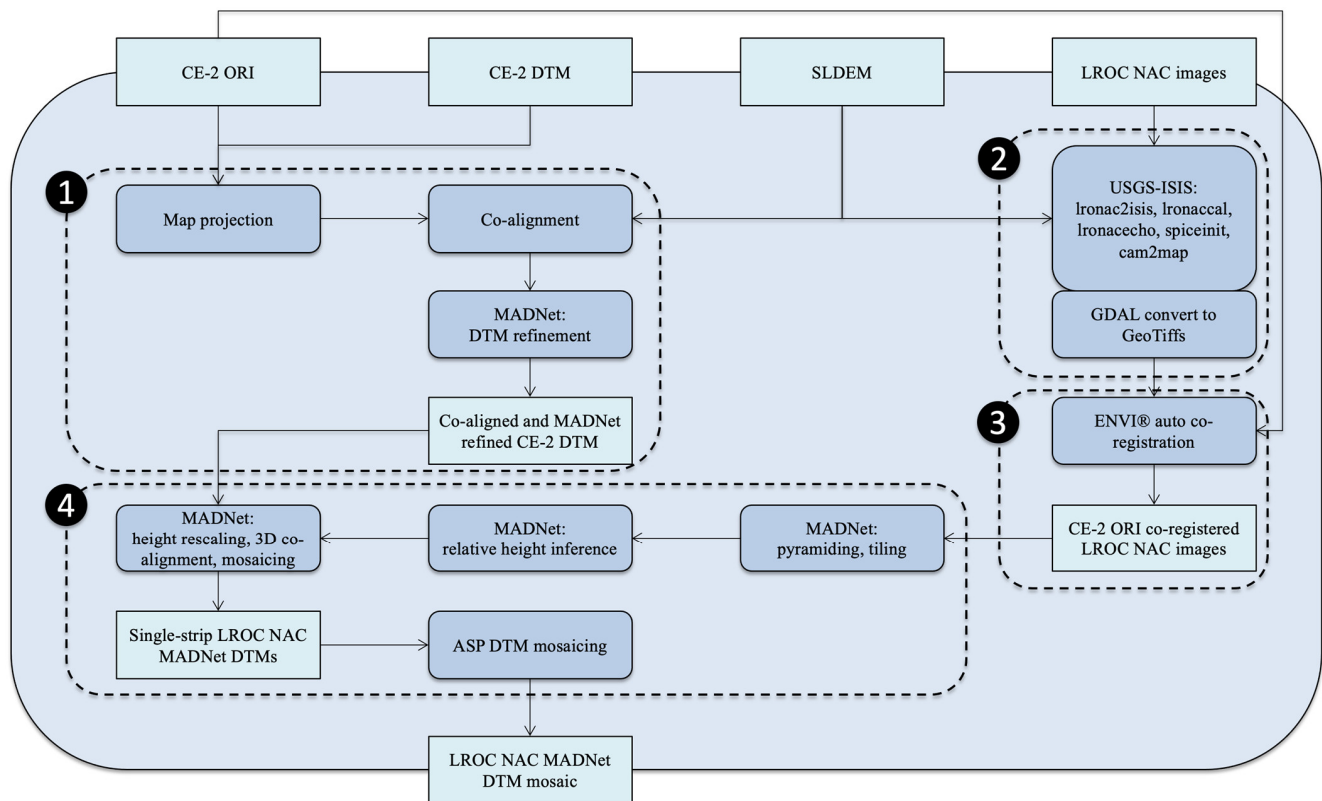 CE-2 ORI
CE-2 DTM
SLDEM
LROC NAC images
1
Map projection
Co-alignment
MADNet:
DTM refinement
Co-aligned and MADNet
refined CE-2 DTM
2
USGS-ISIS:
lronac2isis, lronaccal,
lronacecho, spiceinit,
cam2map
GDAL convert to
GeoTiffs
3
ENVI® auto co-
registration
CE-2 ORI co-registered
LROC NAC images
4
MADNet:
height rescaling, 3D co-
alignment, mosaicing
MADNet:
relative height inference
MADNet:
pyramiding, tiling
Single-strip LROC NAC
MADNet DTMs
ASP DTM mosaicing
LROC NAC MADNet
DTM mosaic